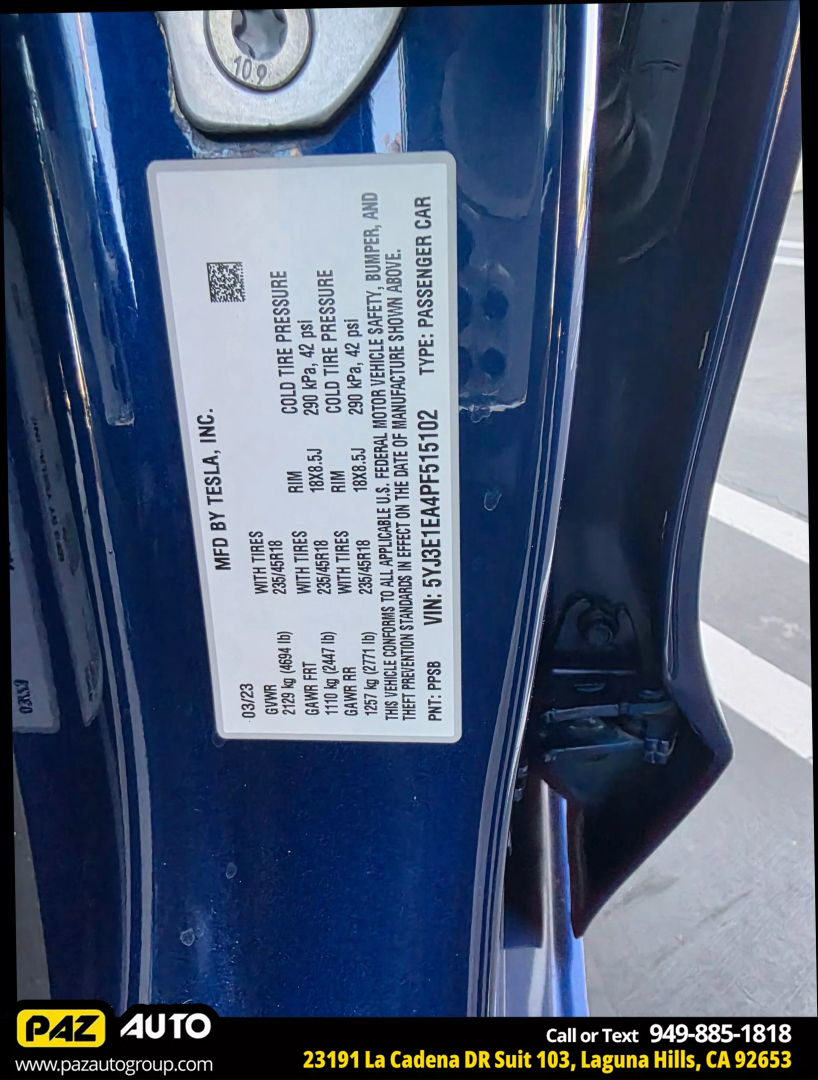 109
MFD BY TESLA, INC.
03/23
GVWR WITH TIRES RIM COLD TIRE PRESSURE
2129 kg (4694 lb) 235/45R18 18X8.5J 290 kPa, 42 psi
GAWR FRT WITH TIRES RIM COLD TIRE PRESSURE
1110 kg (2447 lb) 235/45R18 18X8.5J 290 kPa, 42 psi
GAWR RR WITH TIRES
1257 kg (2771 lb) 235/45R18
THIS VEHICLE CONFORMS TO ALL APPLICABLE U.S. FEDERAL MOTOR VEHICLE SAFETY, BUMPER, AND
THEFT PREVENTION STANDARDS IN EFFECT ON THE DATE OF MANUFACTURE SHOWN ABOVE.
PNT: PPSB VIN: 5YJ3E1EA4PF515102 TYPE: PASSENGER CAR
PAZ AUTO
www.pazautogroup.com
Call or Text 949-885-1818
23191 La Cadena DR Suit 103, Laguna Hills, CA 92653